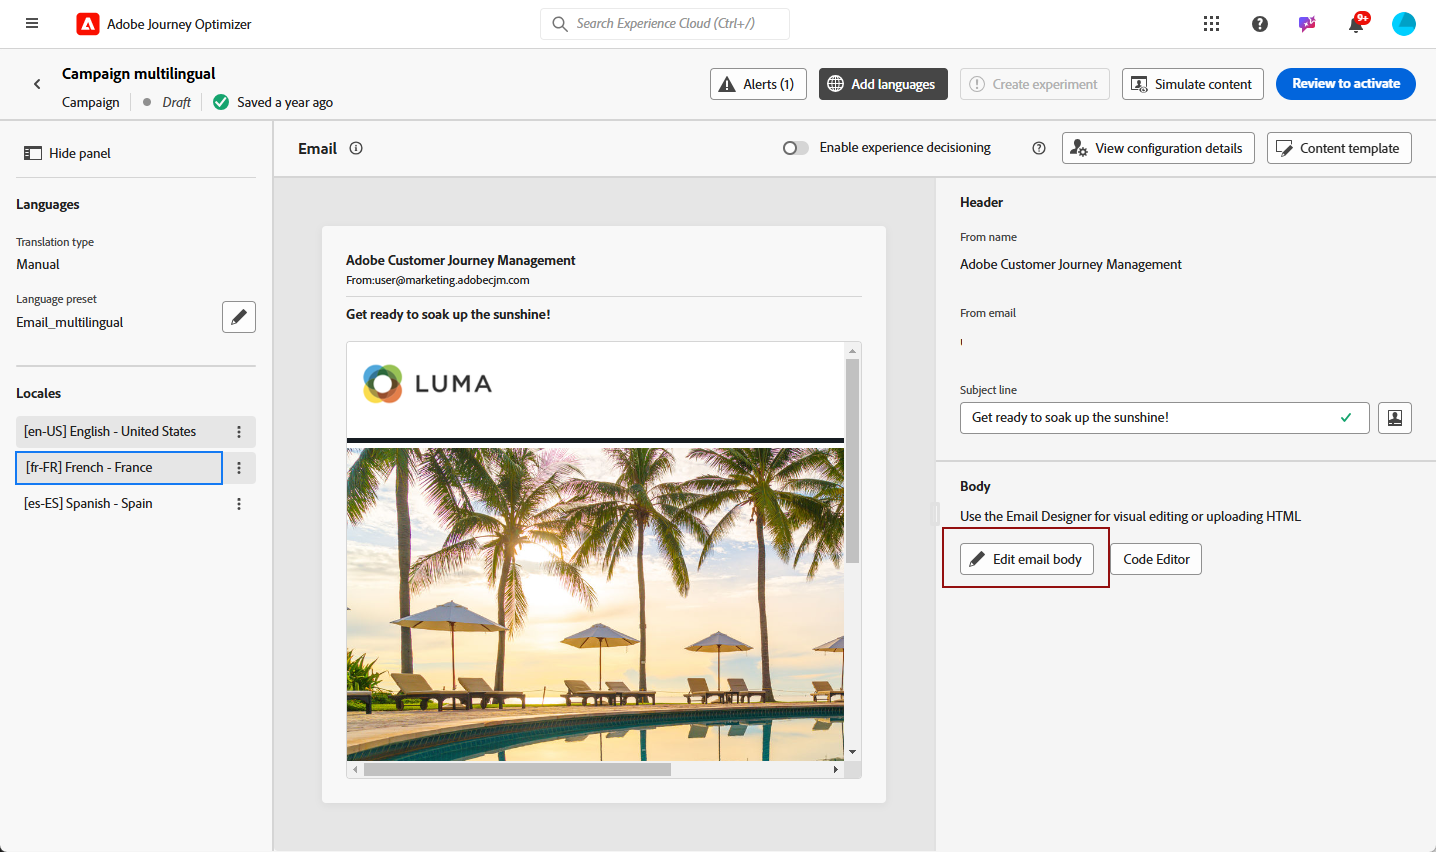 Adobe Journey Optimizer
Search Experience Cloud (Ctrl+/)
9+
Campaign multilingual
Campaign
Draft
Saved a year ago
Alerts (1)
Add languages
Create experiment
Simulate content
Review to activate
Hide panel
Email
Enable experience decisioning
View configuration details
Content template
Languages
Translation type
Manual
Language preset
Email_multilingual
Locales
[en-US] English - United States
[fr-FR] French - France
[es-ES] Spanish - Spain
Adobe Customer Journey Management
From:user@marketing.adobecjm.com
Get ready to soak up the sunshine!
LUMA
Header
From name
Adobe Customer Journey Management
From email
Subject line
Get ready to soak up the sunshine!
Body
Use the Email Designer for visual editing or uploading HTML
Edit email body
Code Editor